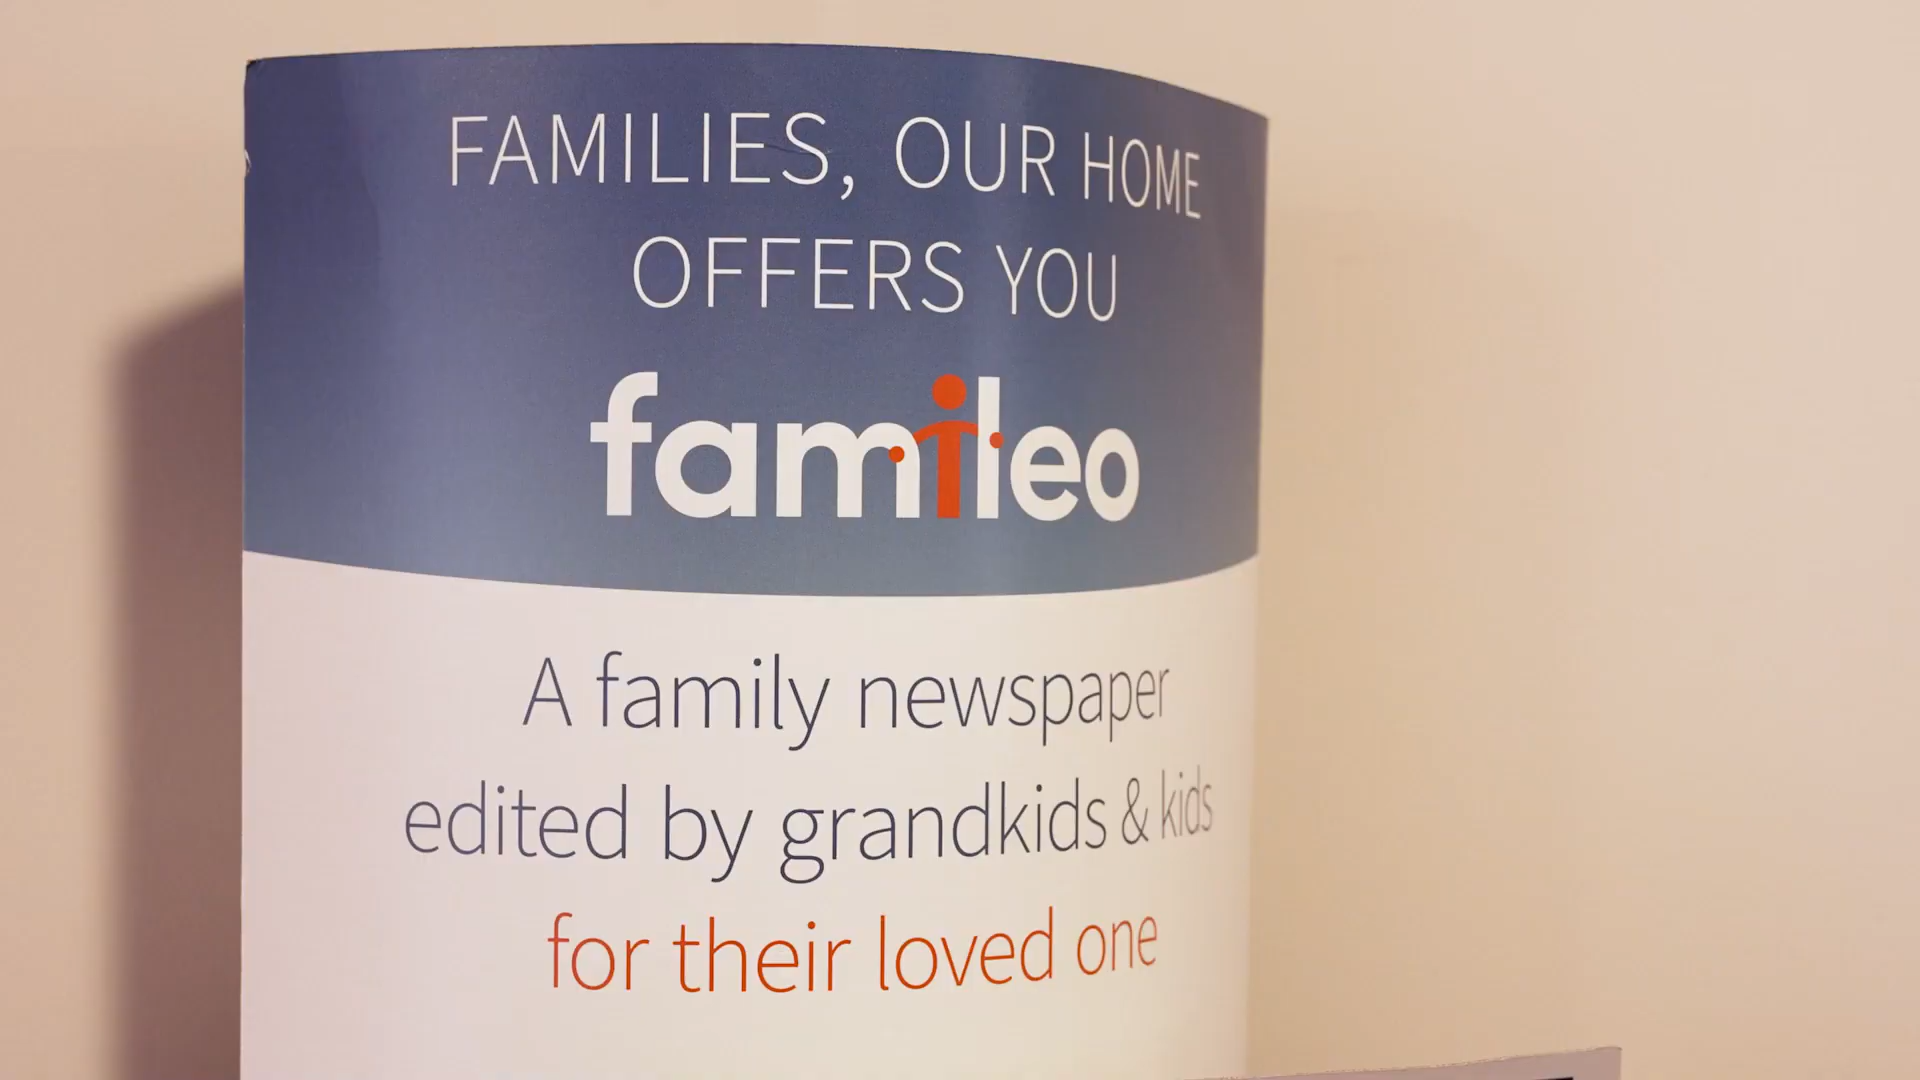 FAMILIES, OUR HOME
OFFERS YOU
famileo
A family newspaper
edited by grandkids & kids
for their loved one